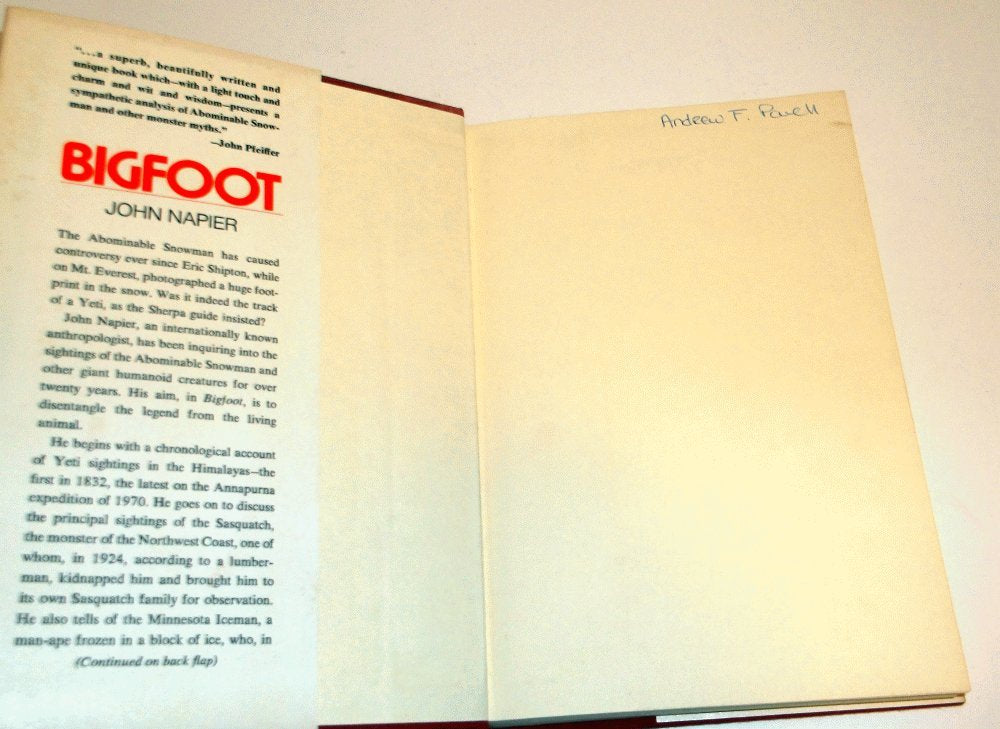 "...a superb, beautifully written and
unique book which—with a light touch and
charm and wit and wisdom—presents a
sympathetic analysis of Abominable Snow-
man and other monster myths."
—John Pfeiffer
BIGFOOT
JOHN NAPIER
The Abominable Snowman has caused
controversy ever since Eric Shipton, while
on Mt. Everest, photographed a huge foot-
print in the snow. Was it indeed the track
of a Yeti, as the Sherpa guide insisted?
John Napier, an internationally known
anthropologist, has been inquiring into the
sightings of the Abominable Snowman and
other giant humanoid creatures for over
twenty years. His aim, in Bigfoot, is to
disentangle the legend from the living
animal.
He begins with a chronological account
of Yeti sightings in the Himalayas—the
first in 1832, the latest on the Annapurna
expedition of 1970. He goes on to discuss
the principal sightings of the Sasquatch,
the monster of the Northwest Coast, one of
whom, in 1924, according to a lumber-
man, kidnapped him and brought him to
its own Sasquatch family for observation.
He also tells of the Minnesota Iceman, a
man-ape frozen in a block of ice, who, in
(Continued on back flap)
Andrew F. Powell